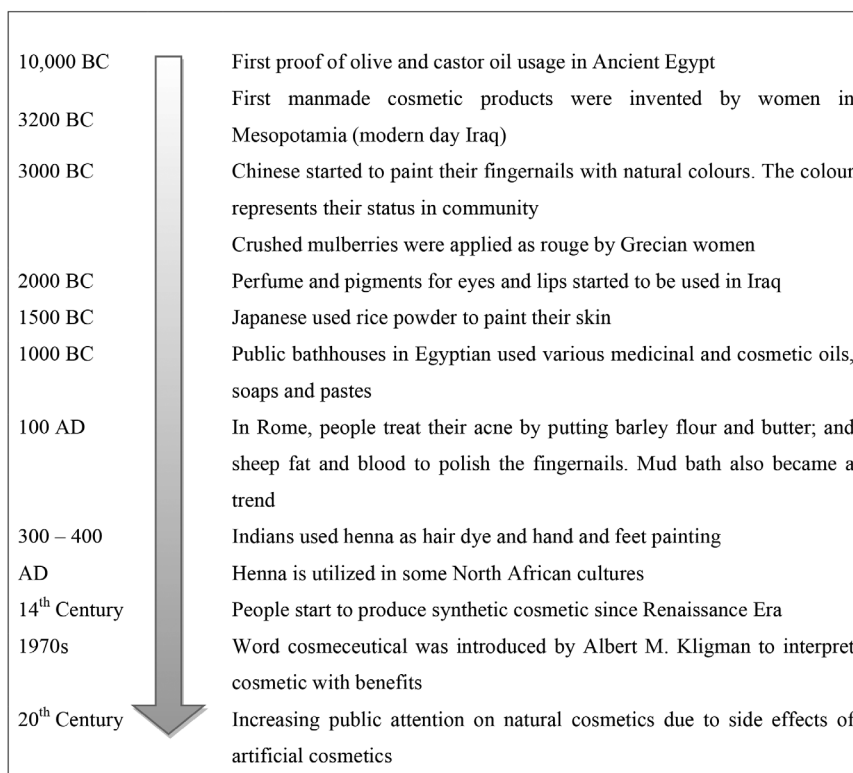 10,000 BC First proof of olive and castor oil usage in Ancient Egypt
3200 BC First manmade cosmetic products were invented by women in
Mesopotamia (modern day Iraq)
3000 BC Chinese started to paint their fingernails with natural colours. The colour
represents their status in community
Crushed mulberries were applied as rouge by Grecian women
2000 BC Perfume and pigments for eyes and lips started to be used in Iraq
1500 BC Japanese used rice powder to paint their skin
1000 BC Public bathhouses in Egyptian used various medicinal and cosmetic oils,
soaps and pastes
100 AD In Rome, people treat their acne by putting barley flour and butter; and
sheep fat and blood to polish the fingernails. Mud bath also became a
trend
300 – 400 Indians used henna as hair dye and hand and feet painting
AD Henna is utilized in some North African cultures
14th Century People start to produce synthetic cosmetic since Renaissance Era
1970s Word cosmeceutical was introduced by Albert M. Kligman to interpret
cosmetic with benefits
20th Century Increasing public attention on natural cosmetics due to side effects of
artificial cosmetics